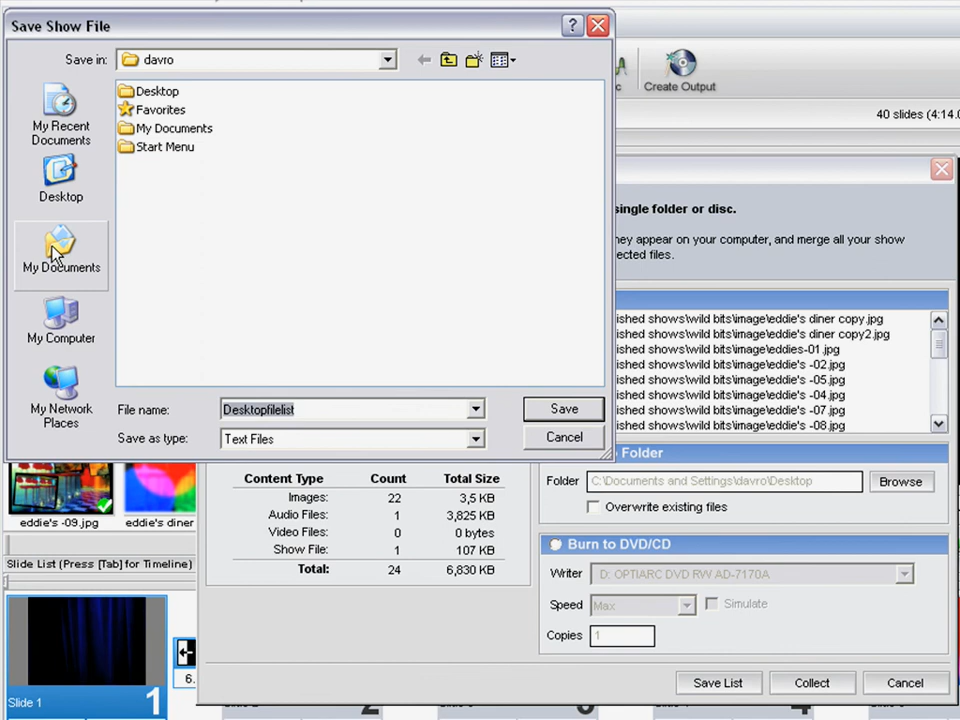 Save Show File
Save in:
davro
Desktop
Favorites
My Documents
Start Menu
My Recent
Documents
Desktop
My Documents
My Computer
My Network
Places
File name:
Desktopfilelist
Save
Save as type:
Text Files
Cancel
Create Output
40 slides (4:14.0
single folder or disc.
hey appear on your computer, and merge all your show
ected files.
ished shows\wild bits\image\eddie's diner copy.jpg
ished shows\wild bits\image\eddie's diner copy2.jpg
ished shows\wild bits\image\eddies-01.jpg
ished shows\wild bits\image\eddie's -02.jpg
ished shows\wild bits\image\eddie's -05.jpg
ished shows\wild bits\image\eddie's -04.jpg
ished shows\wild bits\image\eddie's -07.jpg
ished shows\wild bits\image\eddie's -08.jpg
Folder
Folder
C:\Documents and Settings\davro\Desktop
Browse
Overwrite existing files
Content Type Count Total Size
Images: 22 3,5 KB
Audio Files: 1 3,825 KB
Video Files: 0 0 bytes
Show File: 1 107 KB
Total: 24 6,830 KB
Burn to DVD/CD
Writer
D: OPTIARC DVD RW AD-7170A
Speed
Max
Simulate
Copies
1
Save List
Collect
Cancel
eddie's -09.jpg
eddie's diner
Slide List (Press [Tab] for Timeline)
Slide 1
1
6.
2
4